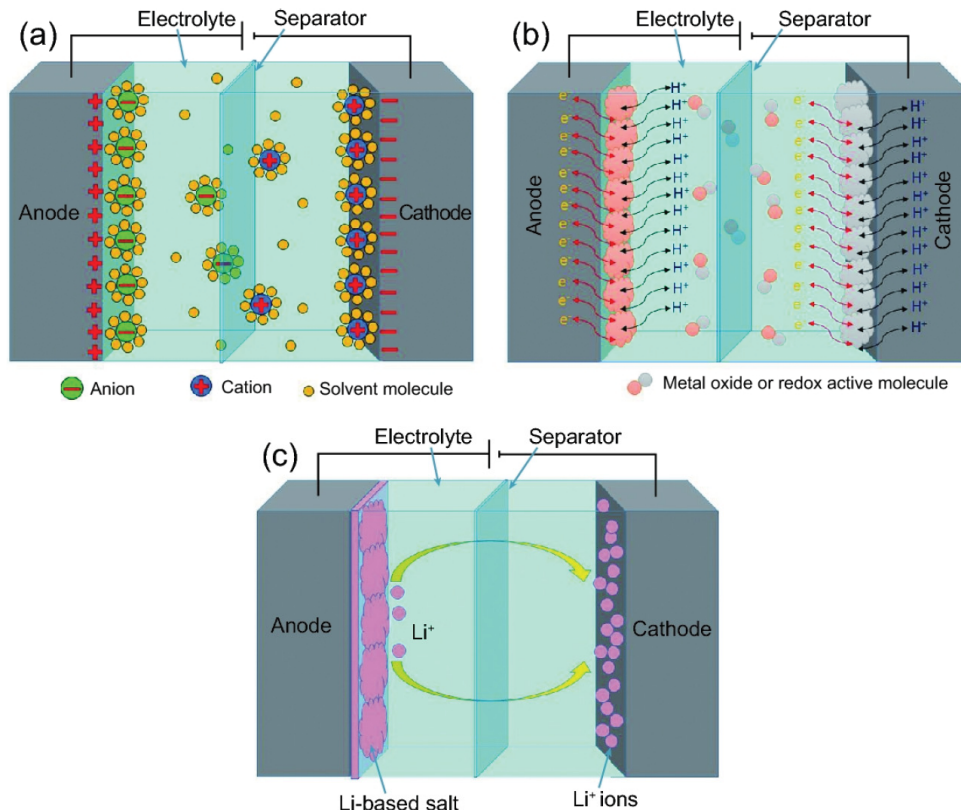 (a)
Electrolyte
Separator
Anode
Cathode
Anion
Cation
Solvent molecule
(b)
Electrolyte
Separator
e⁻ e⁻ e⁻ e⁻ e⁻ e⁻ e⁻ e⁻ e⁻ e⁻ e⁻ e⁻ e⁻
H⁺ H⁺ H⁺ H⁺ H⁺ H⁺ H⁺ H⁺ H⁺ H⁺ H⁺ H⁺ H⁺
e⁻ e⁻ e⁻ e⁻ e⁻ e⁻ e⁻ e⁻ e⁻ e⁻ e⁻ e⁻ e⁻
H⁺ H⁺ H⁺ H⁺ H⁺ H⁺ H⁺ H⁺ H⁺ H⁺ H⁺ H⁺ H⁺
Anode
Cathode
Metal oxide or redox active molecule
(c)
Electrolyte
Separator
Anode
Li⁺
Cathode
Li-based salt
Li⁺ ions